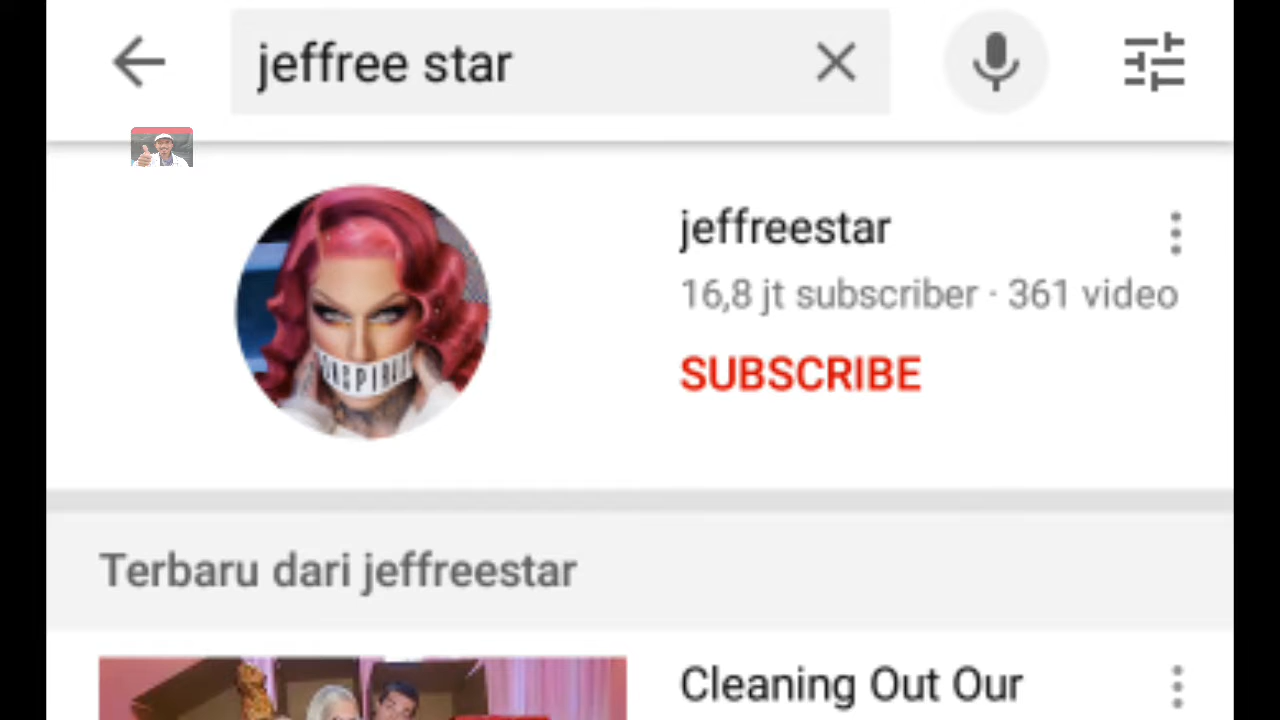 jeffree star
jeffreestar
16,8 jt subscriber · 361 video
SUBSCRIBE
Terbaru dari jeffreestar
Cleaning Out Our